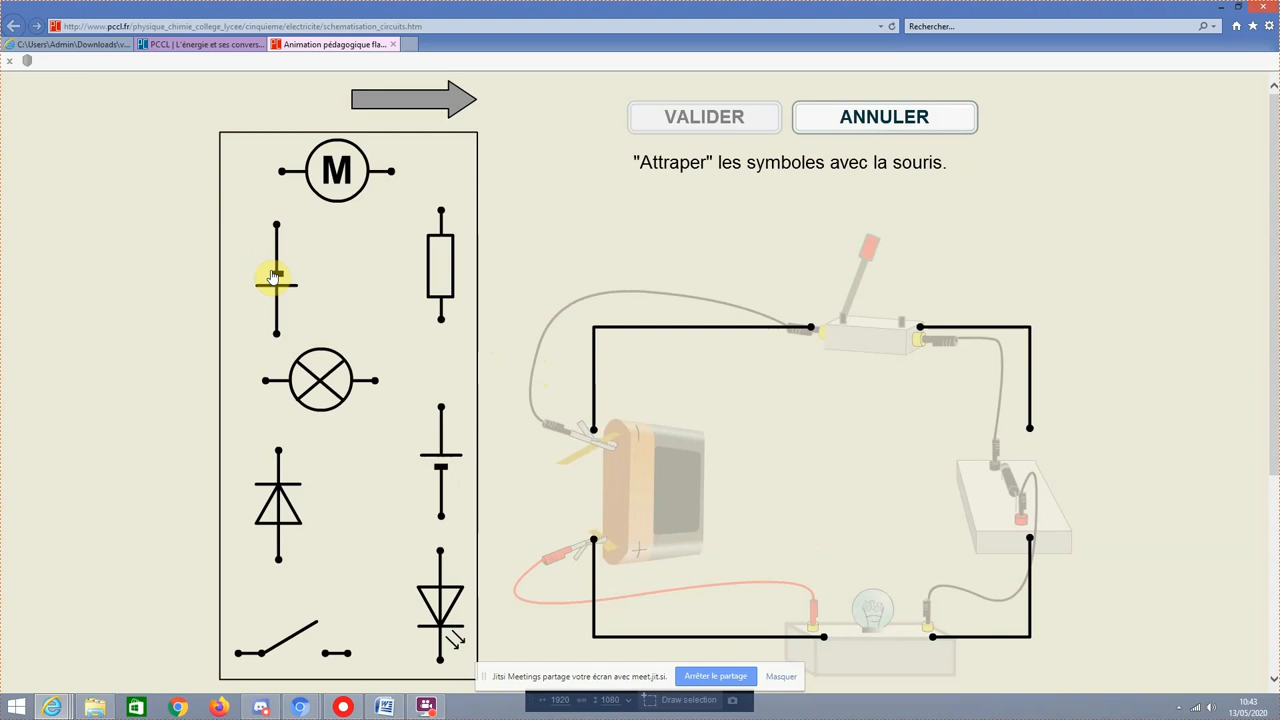 http://www.pccl.fr/physique_chimie_college_lycee/cinquieme/electricite/schematisation_circuits.htm
Rechercher...
C:\Users\Admin\Downloads\v...
PCCL | L'énergie et ses convers...
Animation pédagogique fla...
VALIDER
ANNULER
"Attraper" les symboles avec la souris.
M
Jitsi Meetings partage votre écran avec meet.jit.si.
Arrêter le partage
Masquer
1920
1080
Draw selection
10:43
13/05/2020